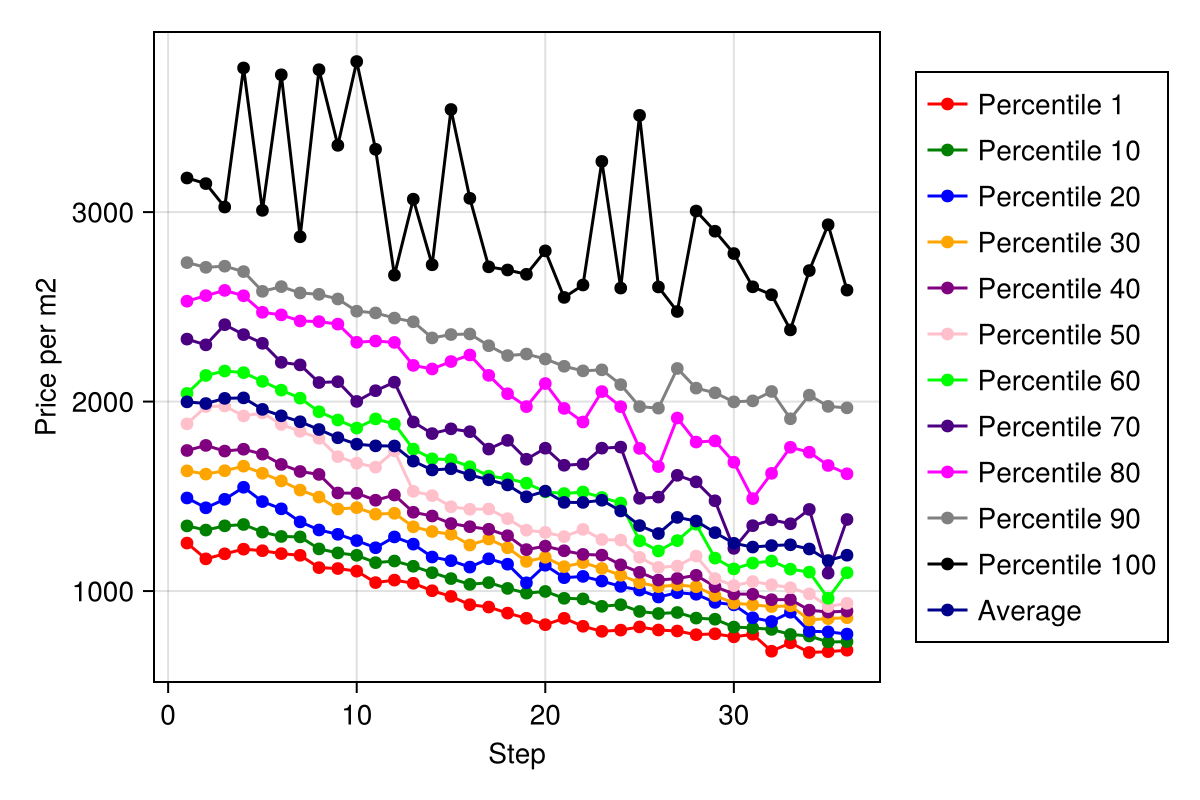 Price per m2
3000
2000
1000
0
10
20
30
Step
Percentile 1
Percentile 10
Percentile 20
Percentile 30
Percentile 40
Percentile 50
Percentile 60
Percentile 70
Percentile 80
Percentile 90
Percentile 100
Average